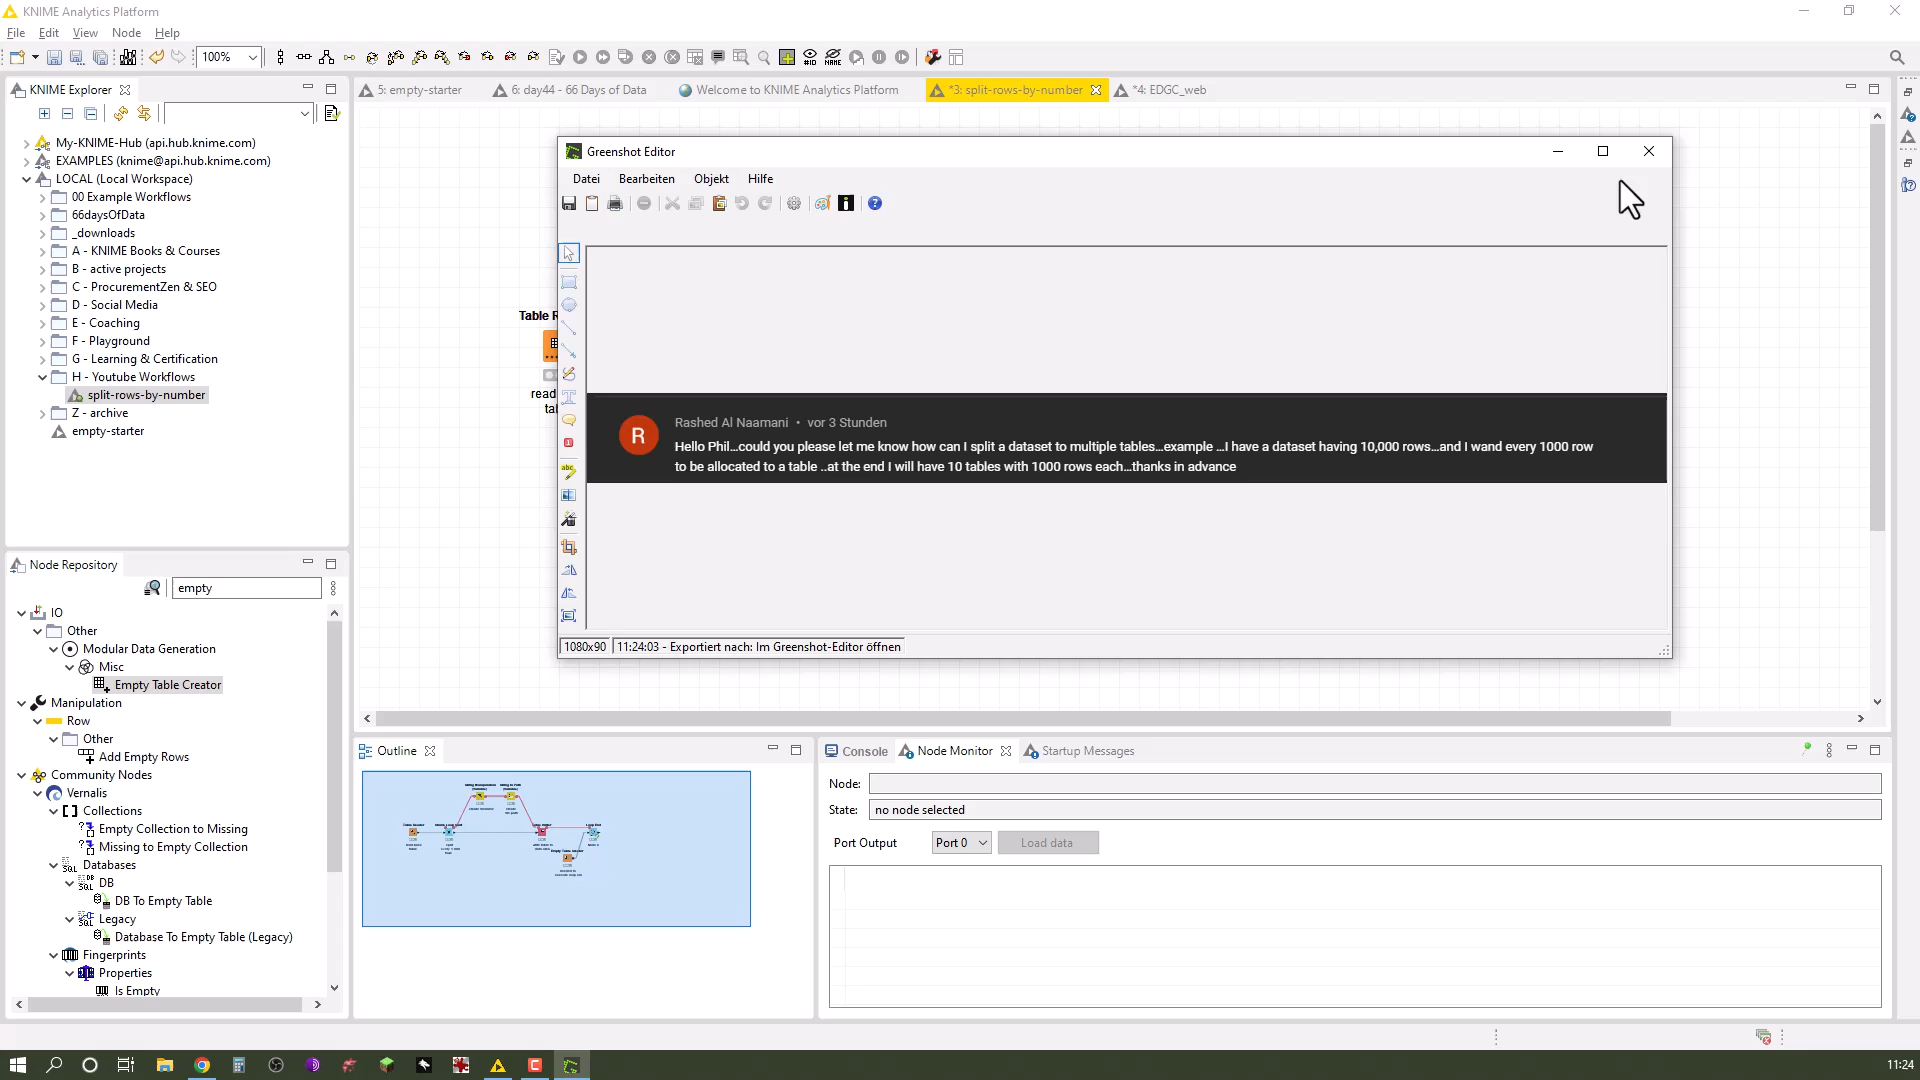 KNIME Analytics Platform
File Edit View Node Help
100%
KNIME Explorer
5: empty-starter
6: day44 - 66 Days of Data
Welcome to KNIME Analytics Platform
*3: split-rows-by-number
*4: EDGC_web
My-KNIME-Hub (api.hub.knime.com)
EXAMPLES (knime@api.hub.knime.com)
LOCAL (Local Workspace)
00 Example Workflows
66daysOfData
_downloads
A - KNIME Books & Courses
B - active projects
C - ProcurementZen & SEO
D - Social Media
E - Coaching
F - Playground
G - Learning & Certification
H - Youtube Workflows
split-rows-by-number
Z - archive
empty-starter
Table R
read
tal
Greenshot Editor
Datei Bearbeiten Objekt Hilfe
R
Rashed Al Naamani • vor 3 Stunden
Hello Phil...could you please let me know how can I split a dataset to multiple tables...example ...I have a dataset having 10,000 rows...and I wand every 1000 row
to be allocated to a table ..at the end I will have 10 tables with 1000 rows each...thanks in advance
1080x90 11:24:03 - Exportiert nach: Im Greenshot-Editor öffnen
Node Repository
empty
IO
Other
Modular Data Generation
Misc
Empty Table Creator
Manipulation
Row
Other
Add Empty Rows
Community Nodes
Vernalis
Collections
Empty Collection to Missing
Missing to Empty Collection
Databases
DB
DB To Empty Table
Legacy
Database To Empty Table (Legacy)
Fingerprints
Properties
Is Empty
Outline
Console
Node Monitor
Startup Messages
Node:
State: no node selected
Port Output Port 0 Load data
11:24